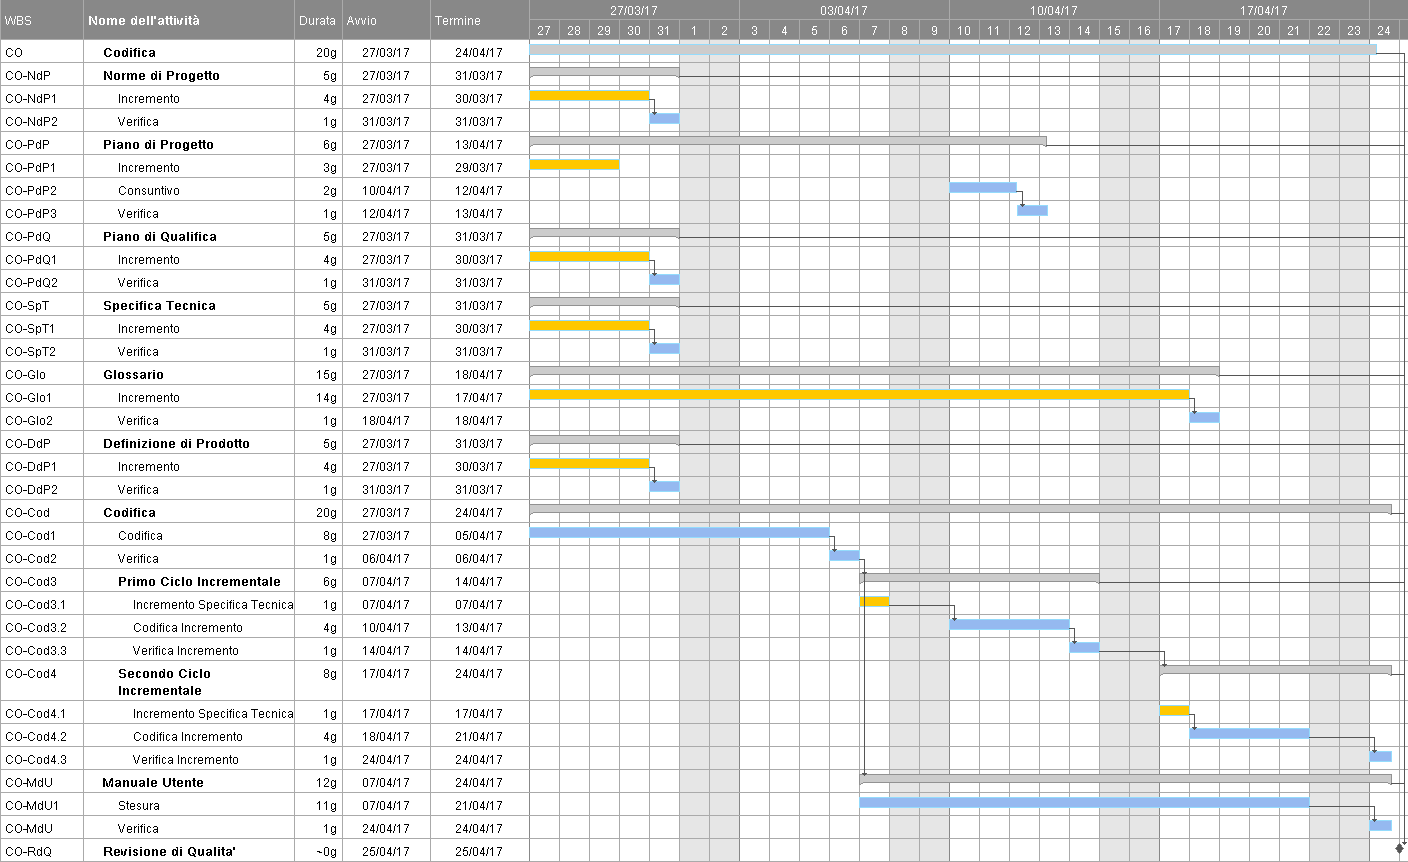 WBS Nome dell'attività Durata Avvio Termine 27/03/17 03/04/17 10/04/17 17/04/17
27 28 29 30 31 1 2 3 4 5 6 7 8 9 10 11 12 13 14 15 16 17 18 19 20 21 22 23 24
CO Codifica 20g 27/03/17 24/04/17
CO-NdP Norme di Progetto 5g 27/03/17 31/03/17
CO-NdP1 Incremento 4g 27/03/17 30/03/17
CO-NdP2 Verifica 1g 31/03/17 31/03/17
CO-PdP Piano di Progetto 6g 27/03/17 13/04/17
CO-PdP1 Incremento 3g 27/03/17 29/03/17
CO-PdP2 Consuntivo 2g 10/04/17 12/04/17
CO-PdP3 Verifica 1g 12/04/17 13/04/17
CO-PdQ Piano di Qualifica 5g 27/03/17 31/03/17
CO-PdQ1 Incremento 4g 27/03/17 30/03/17
CO-PdQ2 Verifica 1g 31/03/17 31/03/17
CO-SpT Specifica Tecnica 5g 27/03/17 31/03/17
CO-SpT1 Incremento 4g 27/03/17 30/03/17
CO-SpT2 Verifica 1g 31/03/17 31/03/17
CO-Glo Glossario 15g 27/03/17 18/04/17
CO-Glo1 Incremento 14g 27/03/17 17/04/17
CO-Glo2 Verifica 1g 18/04/17 18/04/17
CO-DdP Definizione di Prodotto 5g 27/03/17 31/03/17
CO-DdP1 Incremento 4g 27/03/17 30/03/17
CO-DdP2 Verifica 1g 31/03/17 31/03/17
CO-Cod Codifica 20g 27/03/17 24/04/17
CO-Cod1 Codifica 8g 27/03/17 05/04/17
CO-Cod2 Verifica 1g 06/04/17 06/04/17
CO-Cod3 Primo Ciclo Incrementale 6g 07/04/17 14/04/17
CO-Cod3.1 Incremento Specifica Tecnica 1g 07/04/17 07/04/17
CO-Cod3.2 Codifica Incremento 4g 10/04/17 13/04/17
CO-Cod3.3 Verifica Incremento 1g 14/04/17 14/04/17
CO-Cod4 Secondo Ciclo 8g 17/04/17 24/04/17
Incrementale
CO-Cod4.1 Incremento Specifica Tecnica 1g 17/04/17 17/04/17
CO-Cod4.2 Codifica Incremento 4g 18/04/17 21/04/17
CO-Cod4.3 Verifica Incremento 1g 24/04/17 24/04/17
CO-MdU Manuale Utente 12g 07/04/17 24/04/17
CO-MdU1 Stesura 11g 07/04/17 21/04/17
CO-MdU Verifica 1g 24/04/17 24/04/17
CO-RdQ Revisione di Qualita' ~0g 25/04/17 25/04/17